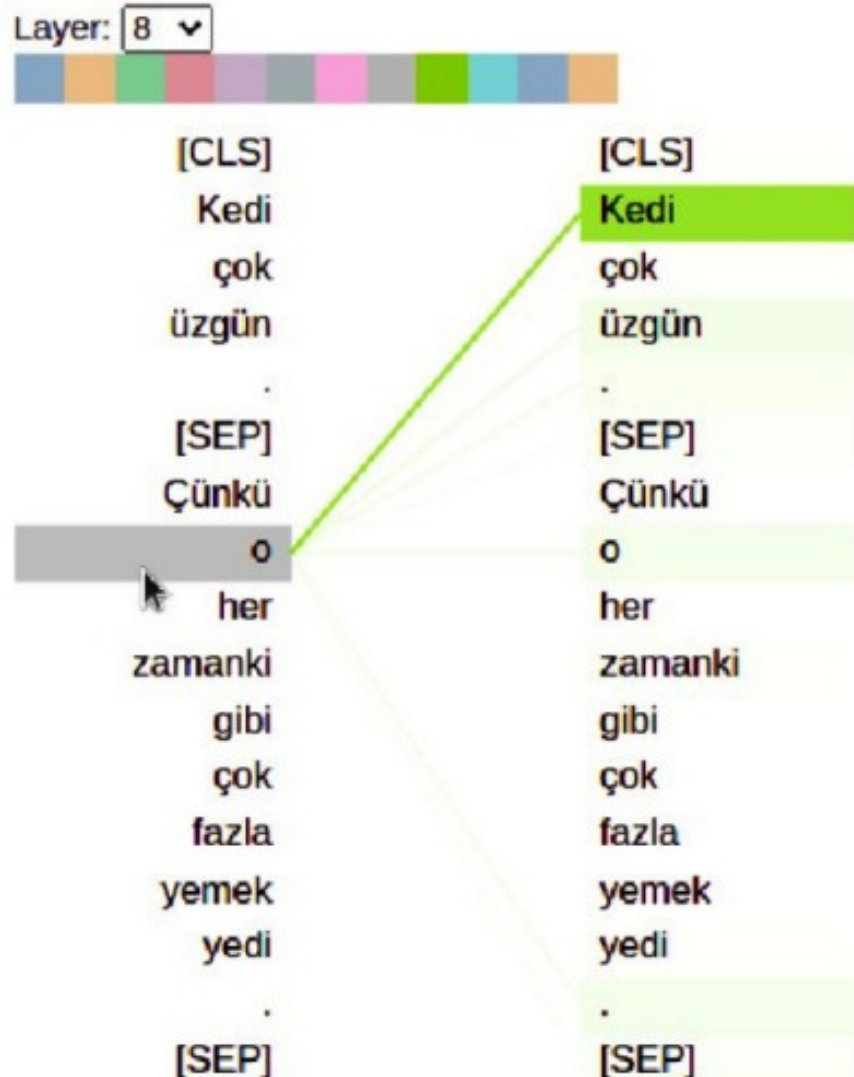 Layer: 8
[CLS] [CLS]
Kedi Kedi
çok çok
üzgün üzgün
. .
[SEP] [SEP]
Çünkü Çünkü
o o
her her
zamanki zamanki
gibi gibi
çok çok
fazla fazla
yemek yemek
yedi yedi
. .
[SEP] [SEP]